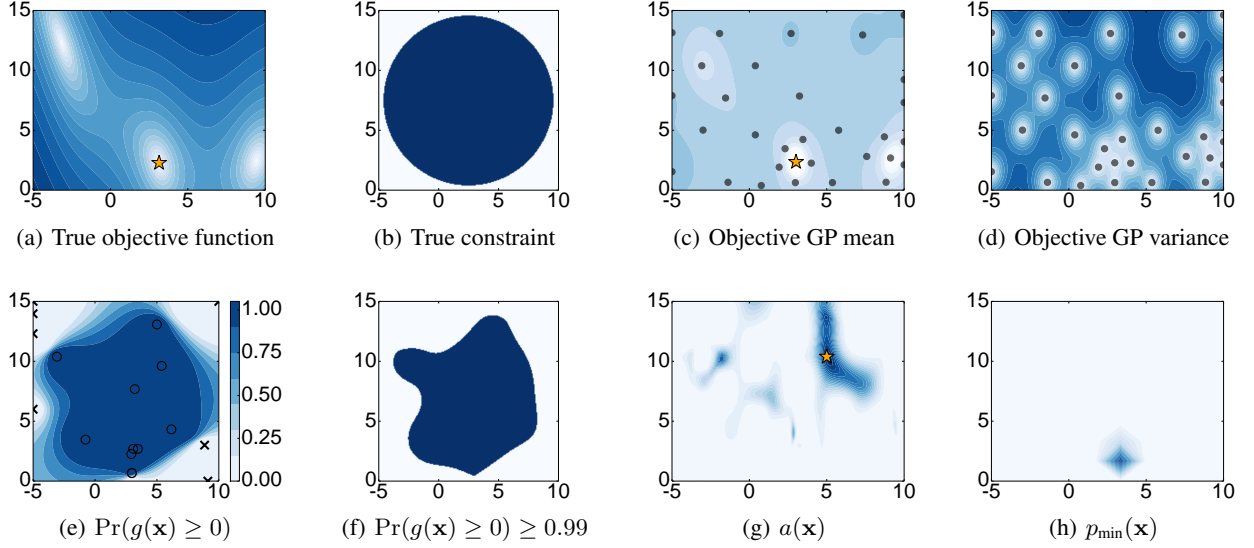 15
10
5
0
-5 0 5 10
(a) True objective function
15
10
5
0
-5 0 5 10
(b) True constraint
15
10
5
0
-5 0 5 10
(c) Objective GP mean
15
10
5
0
-5 0 5 10
(d) Objective GP variance
15
10
5
0
-5 0 5 10
1.00
0.75
0.50
0.25
0.00
(e) Pr(g(x) ≥ 0)
15
10
5
0
-5 0 5 10
(f) Pr(g(x) ≥ 0) ≥ 0.99
15
10
5
0
-5 0 5 10
(g) a(x)
15
10
5
0
-5 0 5 10
(h) p_min(x)